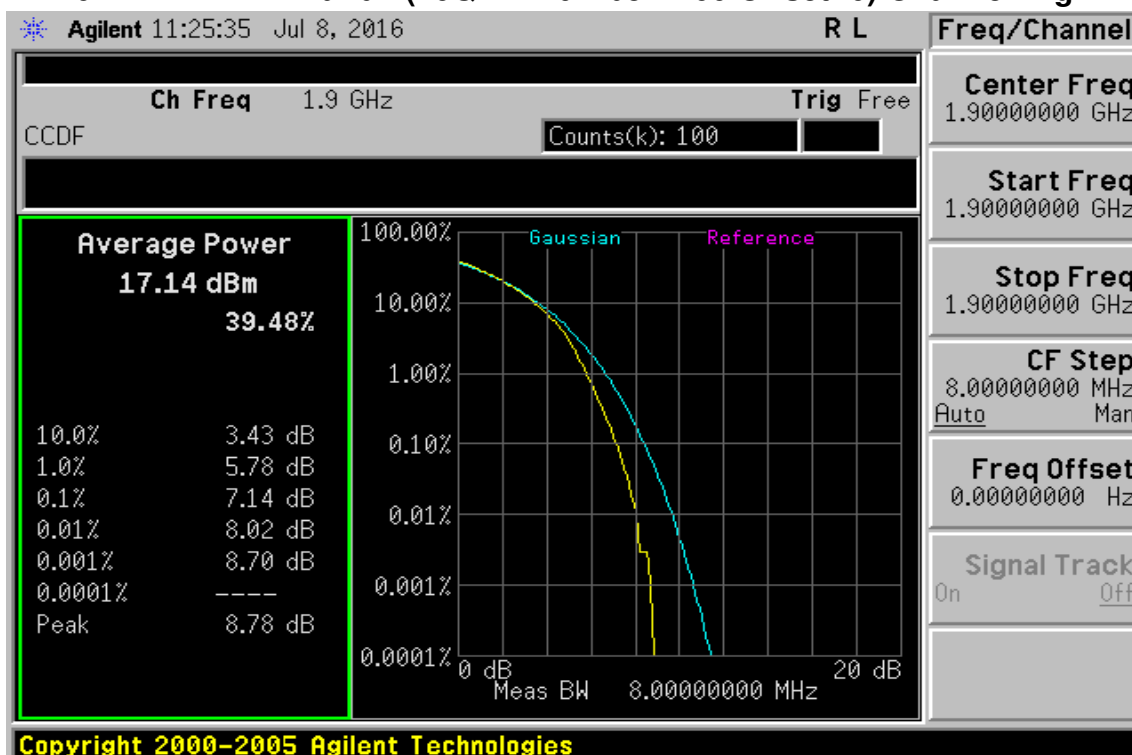 Agilent 11:25:35 Jul 8, 2016 R L
Ch Freq 1.9 GHz Trig Free
CCDF Counts(k): 100
Average Power
17.14 dBm
39.48%
10.0% 3.43 dB
1.0% 5.78 dB
0.1% 7.14 dB
0.01% 8.02 dB
0.001% 8.70 dB
0.0001% ----
Peak 8.78 dB
Gaussian Reference
100.00%
10.00%
1.00%
0.10%
0.01%
0.001%
0.0001%
0 dB 20 dB
Meas BW 8.00000000 MHz
Freq/Channel
Center Freq
1.90000000 GHz
Start Freq
1.90000000 GHz
Stop Freq
1.90000000 GHz
CF Step
8.00000000 MHz
Auto Man
Freq Offset
0.00000000 Hz
Signal Track
On Off
Copyright 2000-2005 Agilent Technologies